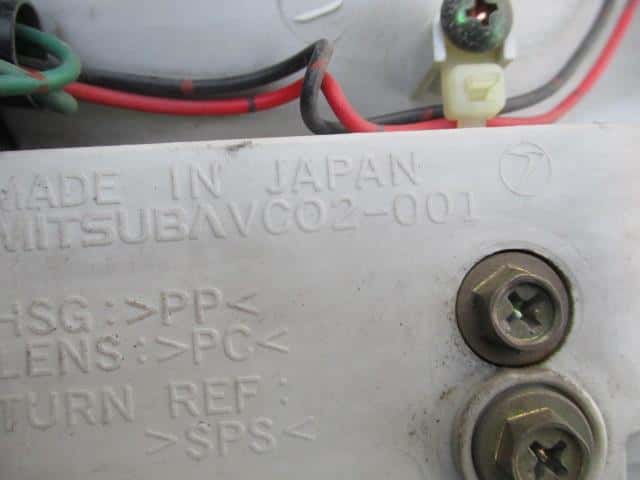 MADE IN JAPAN
MITSUBA VC02-001
HSG:>PP<
LENS:>PC<
TURN REF:
>SPS<